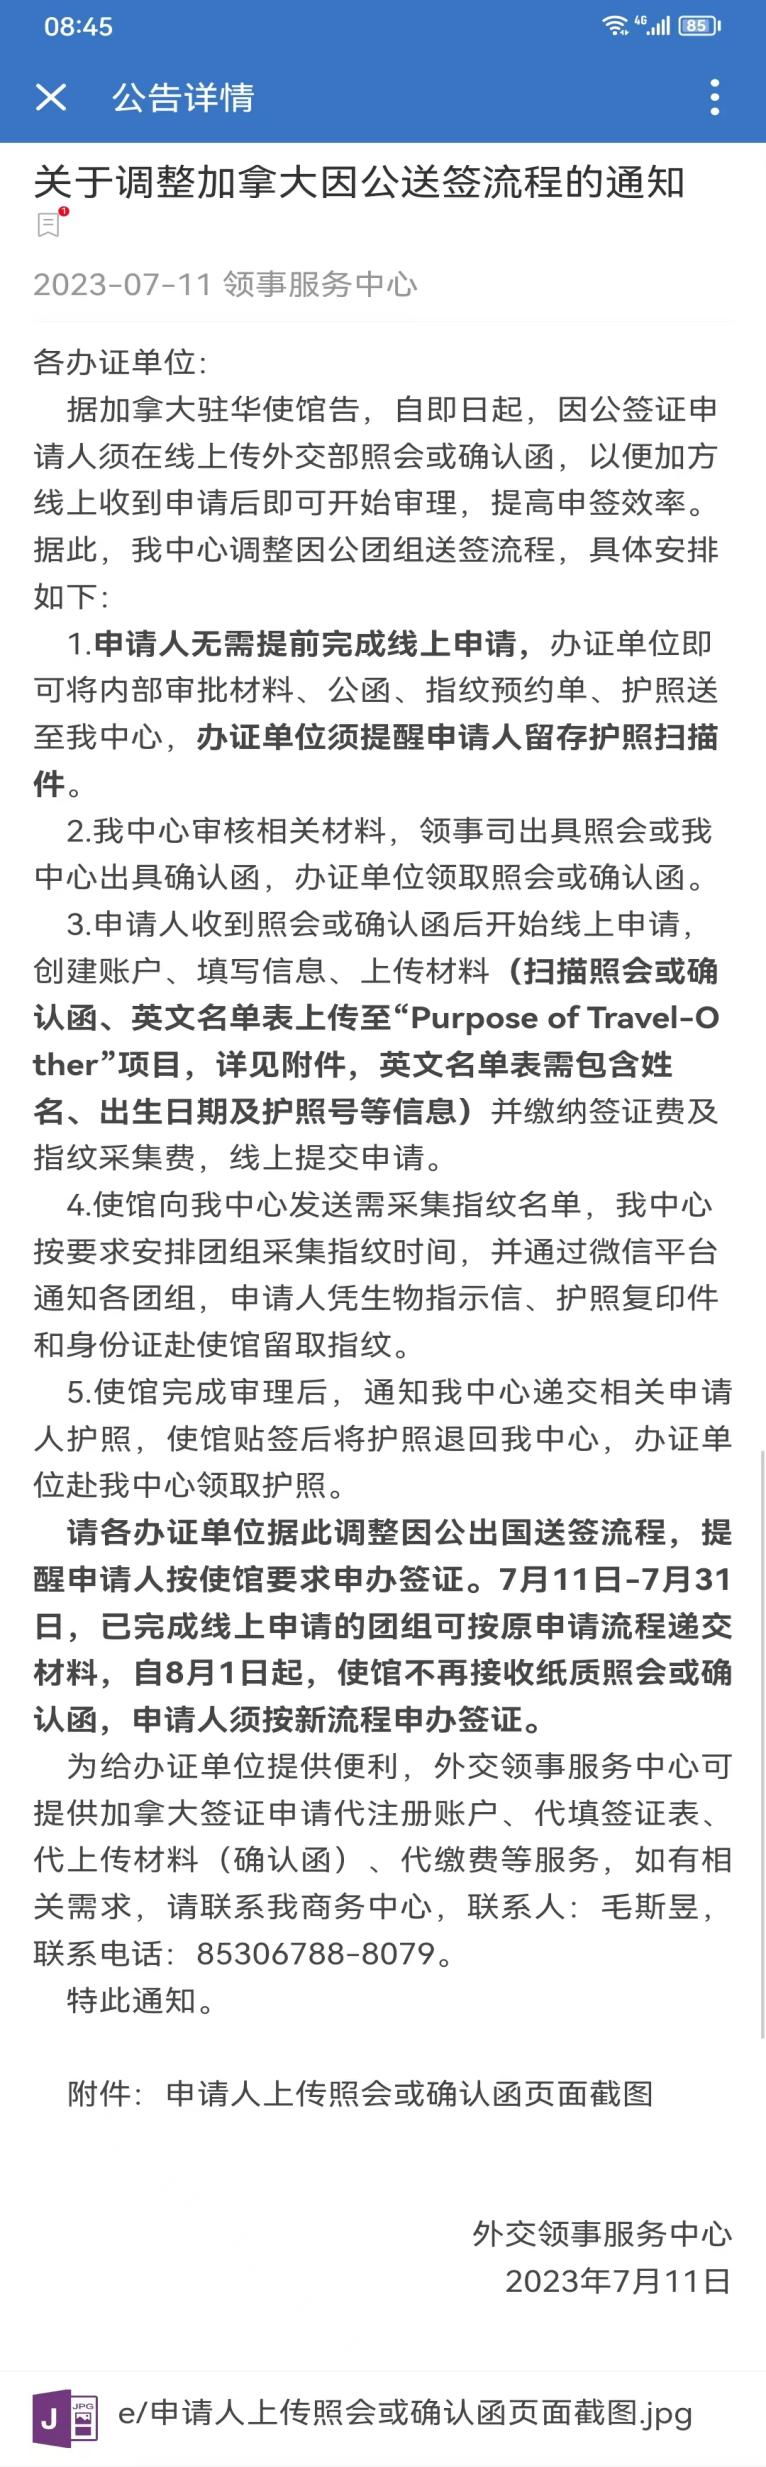 08:45
4G
85
公告详情
关于调整加拿大因公送签流程的通知
1
2023-07-11 领事服务中心
各办证单位：
据加拿大驻华使馆告，自即日起，因公签证申
请人须在线上传外交部照会或确认函，以便加方
线上收到申请后即可开始审理，提高申签效率。
据此，我中心调整因公团组送签流程，具体安排
如下：
1.申请人无需提前完成线上申请，办证单位即
可将内部审批材料、公函、指纹预约单、护照送
至我中心，办证单位须提醒申请人留存护照扫描
件。
2.我中心审核相关材料，领事司出具照会或我
中心出具确认函，办证单位领取照会或确认函。
3.申请人收到照会或确认函后开始线上申请，
创建账户、填写信息、上传材料（扫描照会或确
认函、英文名单表上传至“Purpose of Travel-O
ther”项目，详见附件，英文名单表需包含姓
名、出生日期及护照号等信息）并缴纳签证费及
指纹采集费，线上提交申请。
4.使馆向我中心发送需采集指纹名单，我中心
按要求安排团组采集指纹时间，并通过微信平台
通知各团组，申请人凭生物指示信、护照复印件
和身份证赴使馆留取指纹。
5.使馆完成审理后，通知我中心递交相关申请
人护照，使馆贴签后将护照退回我中心，办证单
位赴我中心领取护照。
请各办证单位据此调整因公出国送签流程，提
醒申请人按使馆要求申办签证。7月11日-7月31
日，已完成线上申请的团组可按原申请流程递交
材料，自8月1日起，使馆不再接收纸质照会或确
认函，申请人须按新流程申办签证。
为给办证单位提供便利，外交领事服务中心可
提供加拿大签证申请代注册账户、代填签证表、
代上传材料（确认函）、代缴费等服务，如有相
关需求，请联系我商务中心，联系人：毛斯昱，
联系电话：85306788-8079。
特此通知。
附件：申请人上传照会或确认函页面截图
外交领事服务中心
2023年7月11日
J JPG
e/申请人上传照会或确认函页面截图.jpg